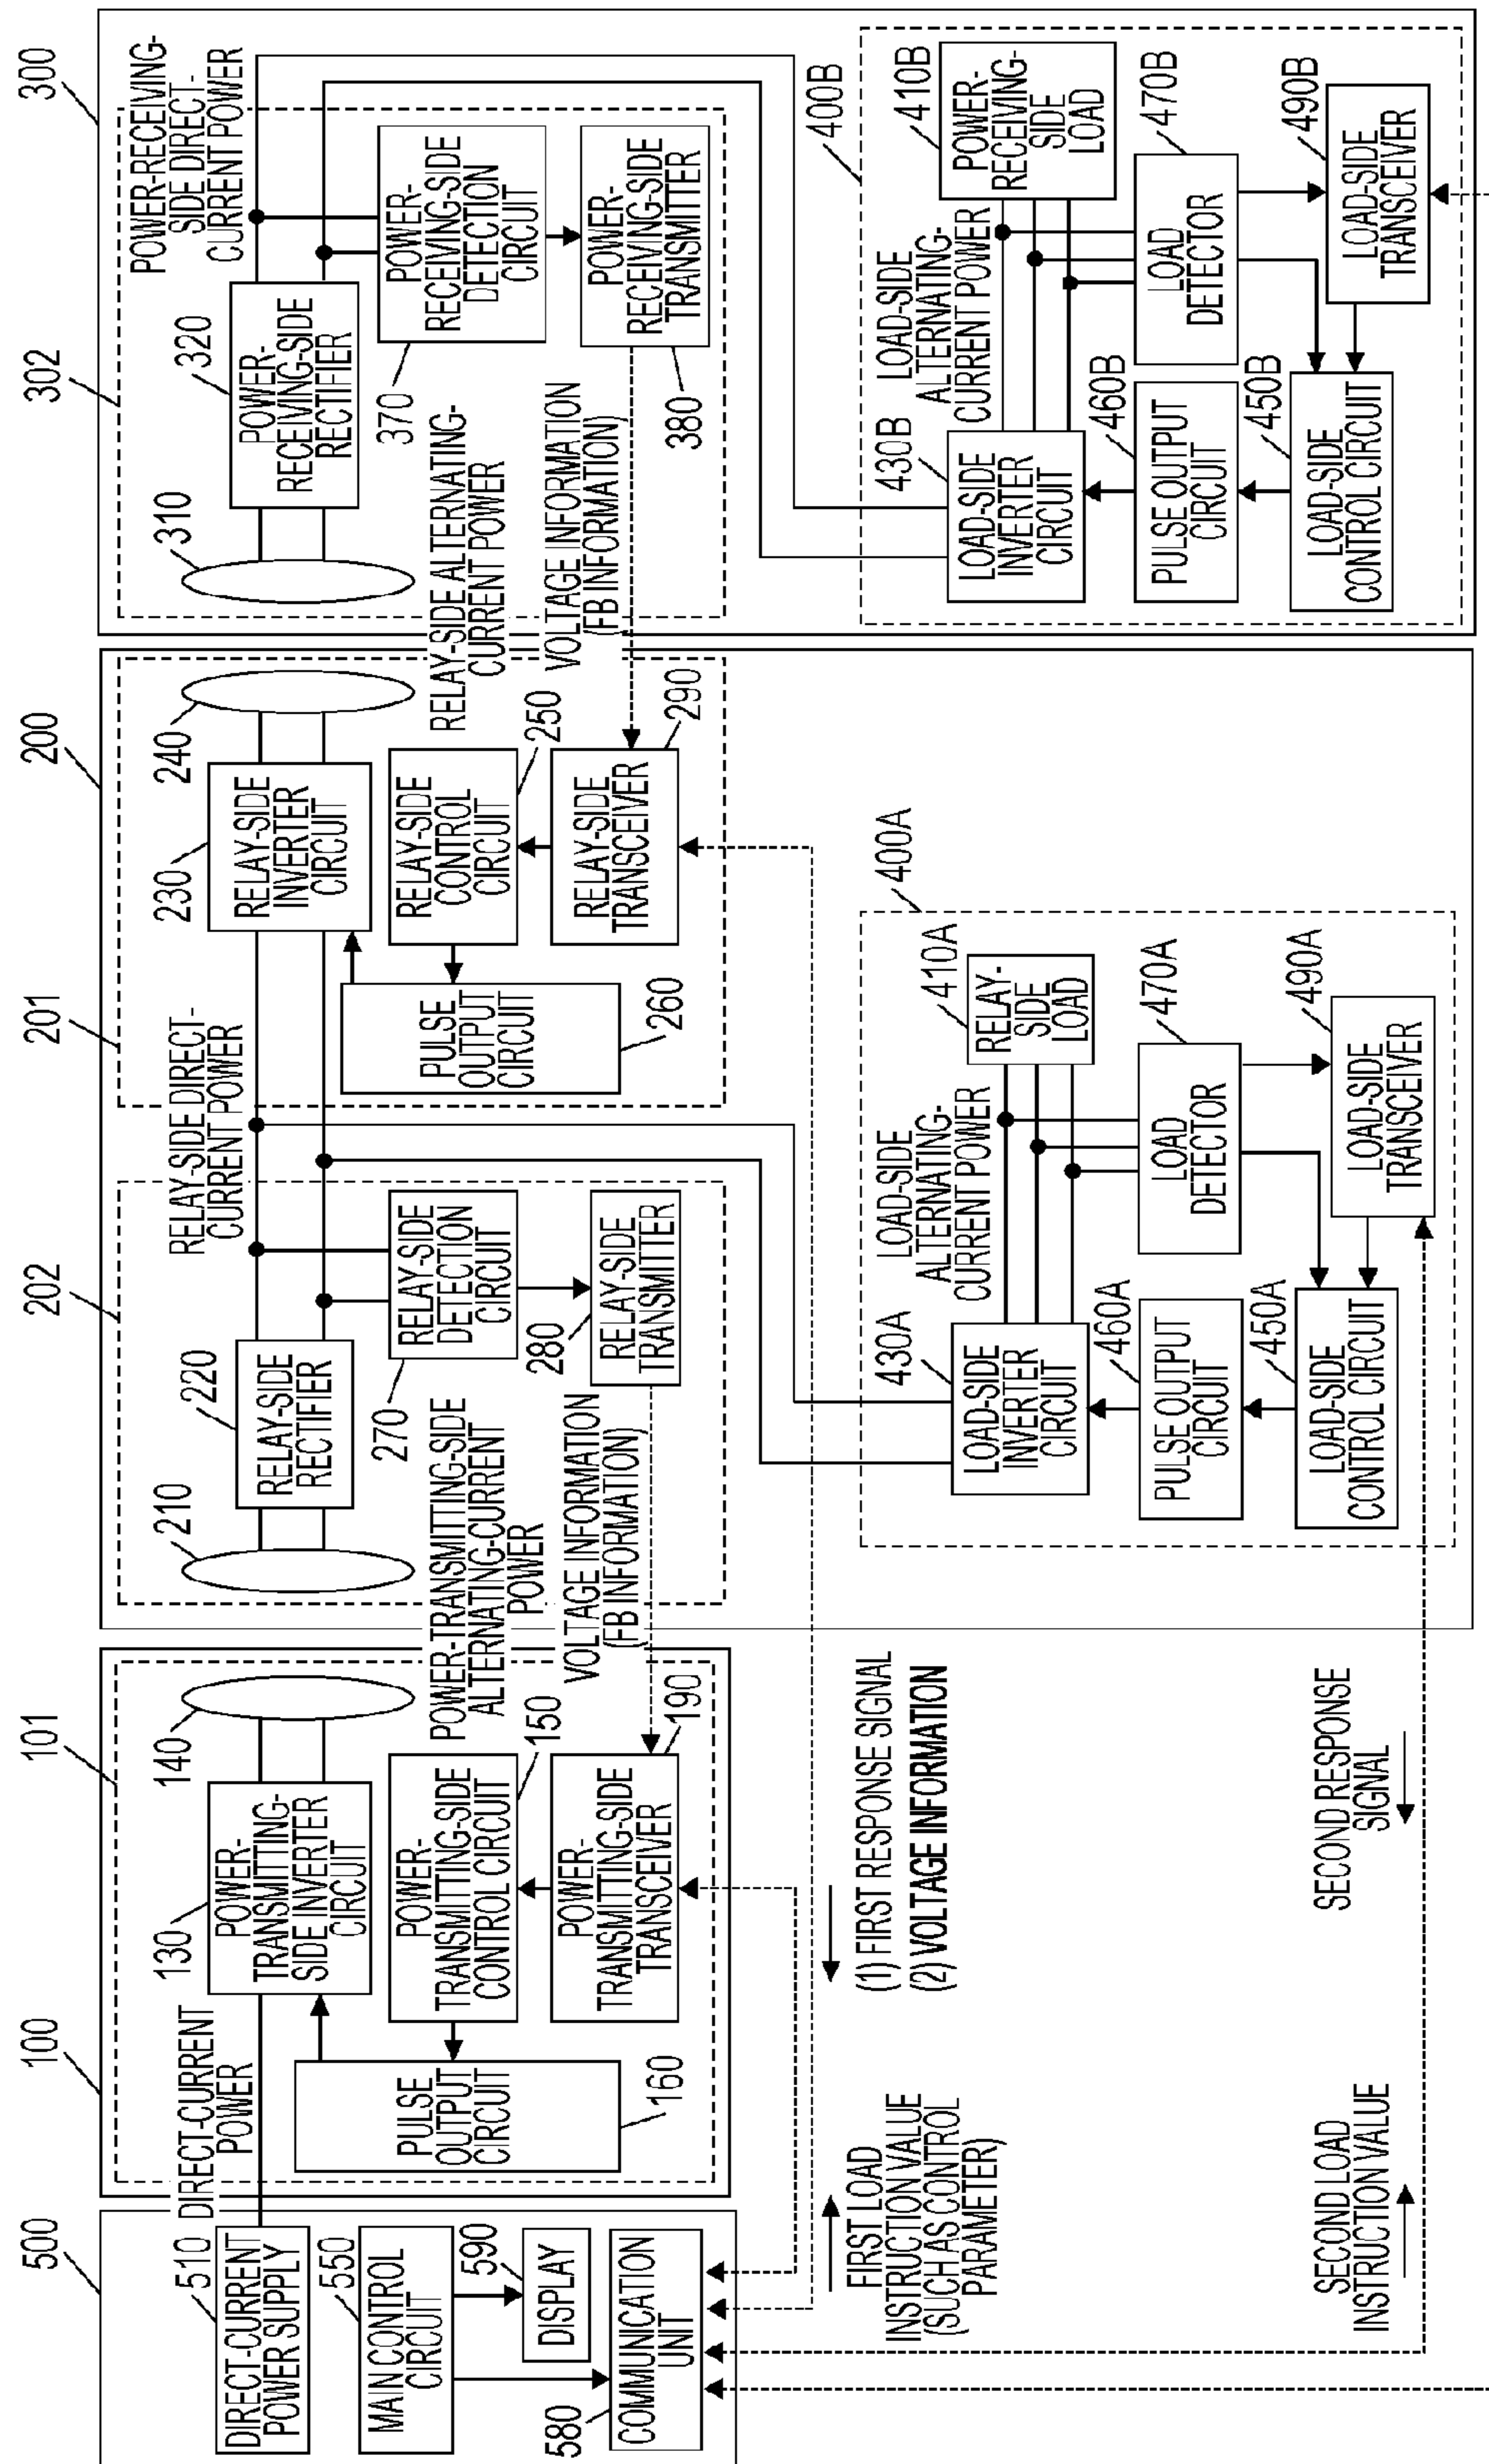 500
510
DIRECT-CURRENT
POWER SUPPLY
550
MAIN CONTROL
CIRCUIT
590
DISPLAY
580
COMMUNICATION
UNIT
DIRECT-CURRENT
POWER
100
101
130
POWER-
TRANSMITTING-
SIDE INVERTER
CIRCUIT
140
PULSE
OUTPUT
CIRCUIT
160
POWER-
TRANSMITTING-SIDE
CONTROL CIRCUIT
150
POWER-
TRANSMITTING-SIDE
TRANSCEIVER
190
POWER-TRANSMITTING-SIDE
ALTERNATING-CURRENT
POWER
VOLTAGE INFORMATION
(FB INFORMATION)
FIRST LOAD
INSTRUCTION VALUE
(SUCH AS CONTROL
PARAMETER)
(1) FIRST RESPONSE SIGNAL
(2) VOLTAGE INFORMATION
SECOND LOAD
INSTRUCTION VALUE
SECOND RESPONSE
SIGNAL
200
202
201
210
220
RELAY-SIDE
RECTIFIER
RELAY-SIDE DIRECT-
CURRENT POWER
270
RELAY-SIDE
DETECTION
CIRCUIT
280
RELAY-SIDE
TRANSMITTER
230
RELAY-SIDE
INVERTER
CIRCUIT
240
PULSE
OUTPUT
CIRCUIT
260
RELAY-SIDE
CONTROL
CIRCUIT
250
RELAY-SIDE
TRANSCEIVER
290
RELAY-SIDE ALTERNATING-
CURRENT POWER
VOLTAGE INFORMATION
(FB INFORMATION)
400A
430A
LOAD-SIDE
INVERTER
CIRCUIT
LOAD-SIDE
ALTERNATING-
CURRENT POWER
410A
RELAY-
SIDE
LOAD
460A
PULSE OUTPUT
CIRCUIT
470A
LOAD
DETECTOR
450A
LOAD-SIDE
CONTROL CIRCUIT
490A
LOAD-SIDE
TRANSCEIVER
300
302
310
320
POWER-
RECEIVING-SIDE
RECTIFIER
POWER-RECEIVING-
SIDE DIRECT-
CURRENT POWER
370
POWER-
RECEIVING-SIDE
DETECTION
CIRCUIT
380
POWER-
RECEIVING-SIDE
TRANSMITTER
400B
430B
LOAD-SIDE
INVERTER
CIRCUIT
LOAD-SIDE
ALTERNATING-
CURRENT POWER
410B
POWER-
RECEIVING-
SIDE
LOAD
460B
PULSE OUTPUT
CIRCUIT
470B
LOAD
DETECTOR
450B
LOAD-SIDE
CONTROL CIRCUIT
490B
LOAD-SIDE
TRANSCEIVER